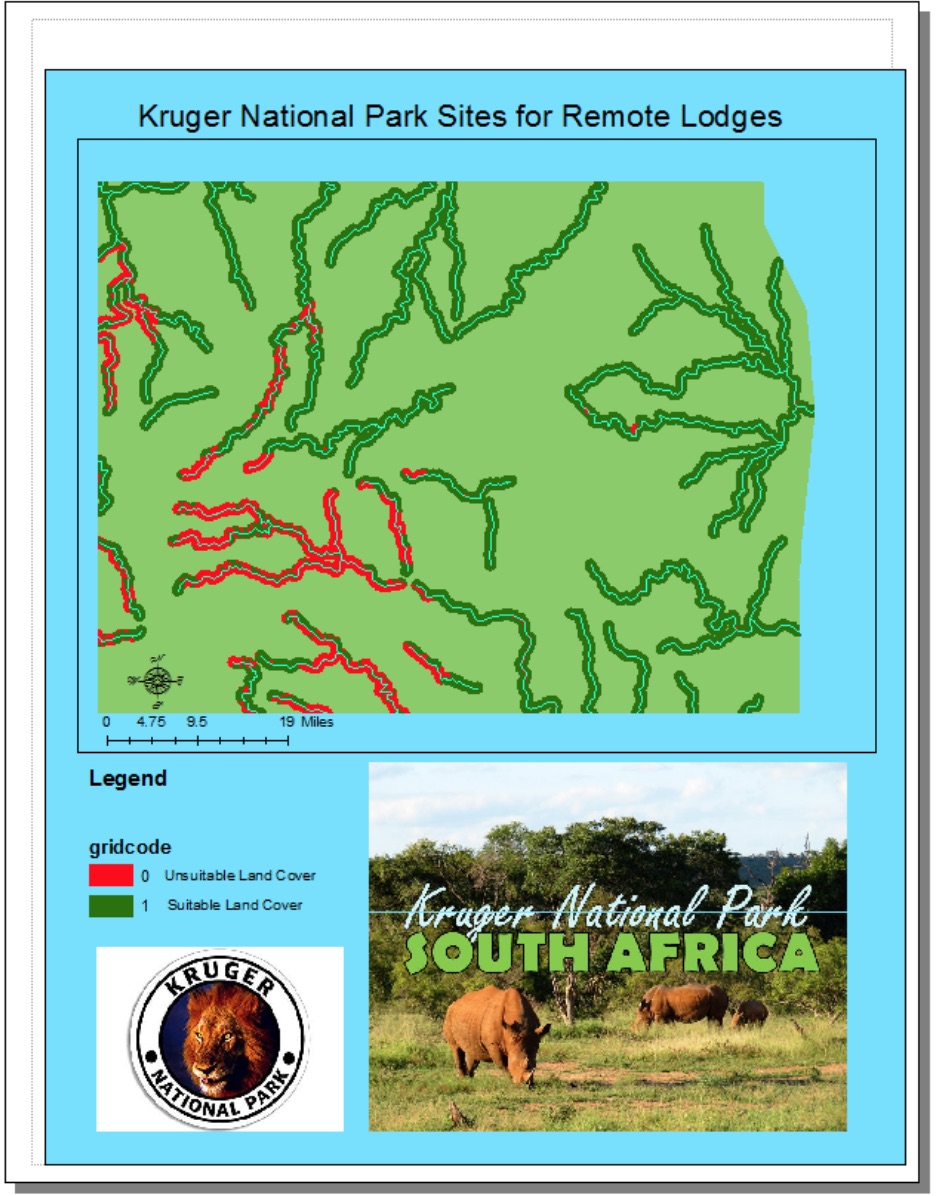 Kruger National Park Sites for Remote Lodges
N
0 4.75 9.5 19 Miles
Legend
gridcode
0 Unsuitable Land Cover
1 Suitable Land Cover
KRUGER
NATIONAL PARK
Kruger National Park
SOUTH AFRICA